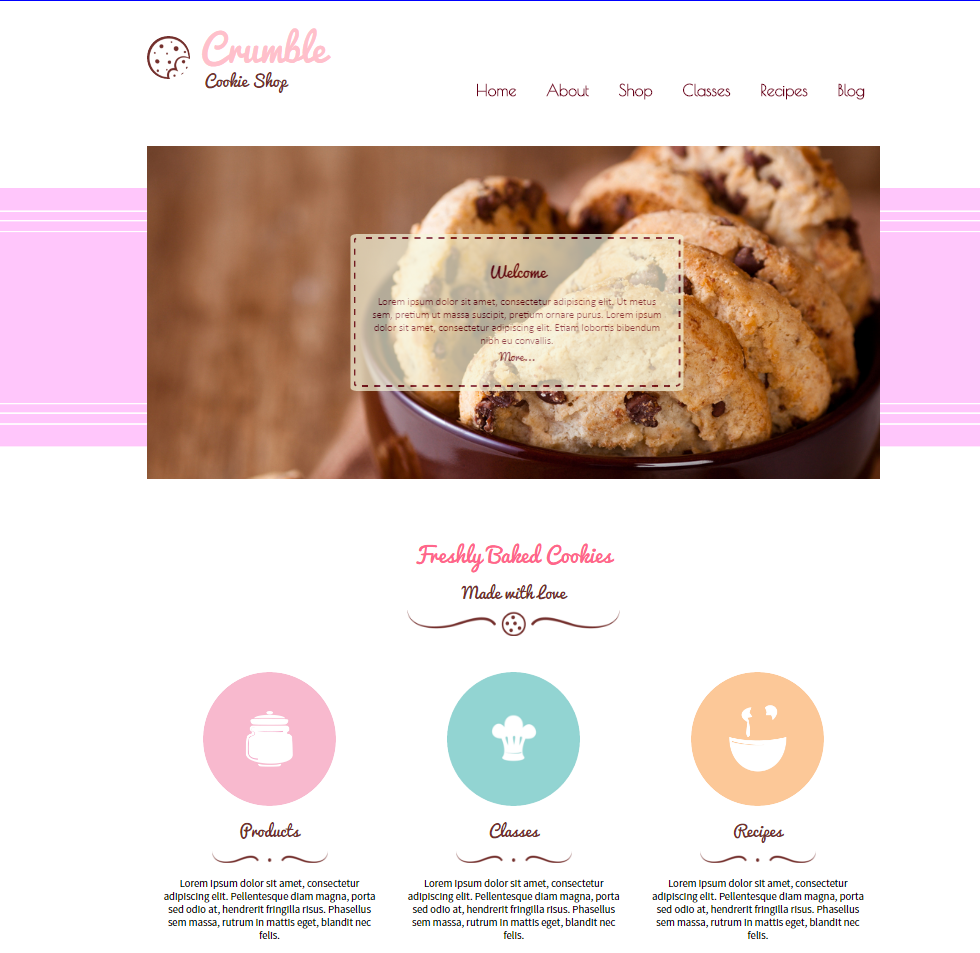 Crumble
Cookie Shop
Home About Shop Classes Recipes Blog
Welcome
Lorem ipsum dolor sit amet, consectetur adipiscing elit. Ut metus
sem, pretium ut massa suscipit, pretium ornare purus. Lorem ipsum
dolor sit amet, consectetur adipiscing elit. Etiam lobortis bibendum
nibh eu convallis.
More...
Freshly Baked Cookies
Made with Love
Products
Lorem ipsum dolor sit amet, consectetur
adipiscing elit. Pellentesque diam magna, porta
sed odio at, hendrerit fringilla risus. Phasellus
sem massa, rutrum in mattis eget, blandit nec
felis.
Classes
Lorem ipsum dolor sit amet, consectetur
adipiscing elit. Pellentesque diam magna, porta
sed odio at, hendrerit fringilla risus. Phasellus
sem massa, rutrum in mattis eget, blandit nec
felis.
Recipes
Lorem ipsum dolor sit amet, consectetur
adipiscing elit. Pellentesque diam magna, porta
sed odio at, hendrerit fringilla risus. Phasellus
sem massa, rutrum in mattis eget, blandit nec
felis.